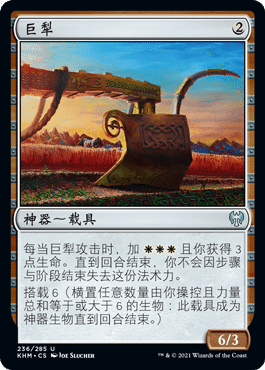 巨犁 2
神器～载具
每当巨犁攻击时，加 且你获得3
点生命。直到回合结束，你不会因步骤
与阶段结束失去这份法术力。
搭载6（横置任意数量由你操控且力量
总和等于或大于6的生物：此载具成为
神器生物直到回合结束。）
6/3
236/285 U
KHM • CS JOE SLUCHER
™ & © 2021 Wizards of the Coast